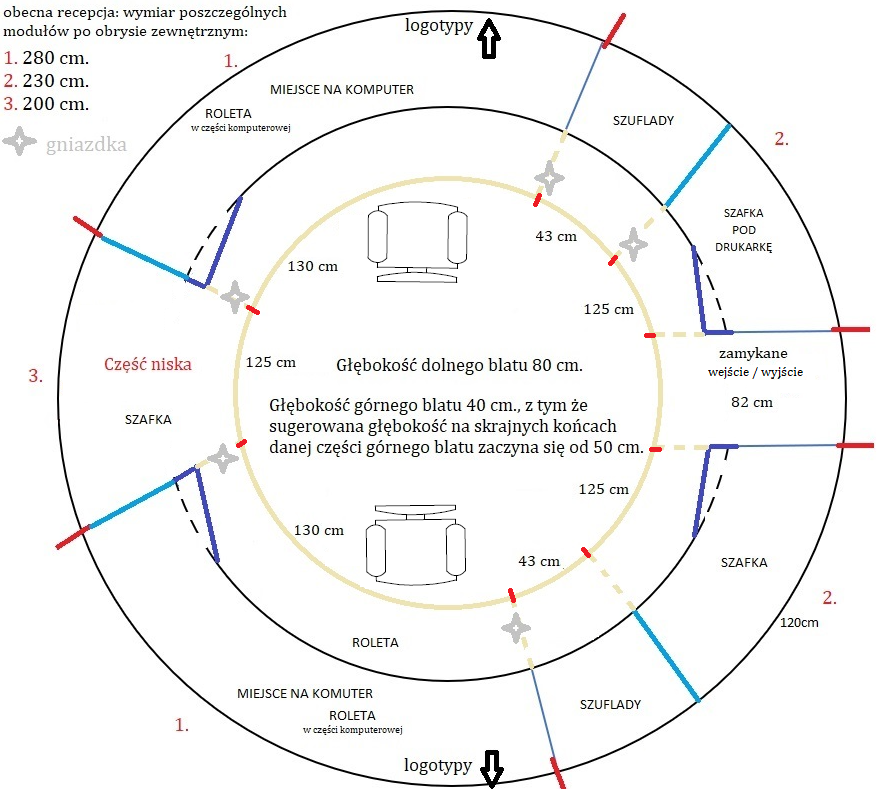 obecna recepcja: wymiar poszczególnych
modułów po obrysie zewnętrznym:
1. 280 cm.
2. 230 cm.
3. 200 cm.
gniazdka
logotypy
1.
MIEJSCE NA KOMPUTER
ROLETA
w części komputerowej
SZUFLADY
2.
SZAFKA
POD
DRUKARKĘ
43 cm
130 cm
125 cm
zamykane
wejście / wyjście
82 cm
3.
Część niska
SZAFKA
125 cm
Głębokość dolnego blatu 80 cm.
Głębokość górnego blatu 40 cm., z tym że
sugerowana głębokość na skrajnych końcach
danej części górnego blatu zaczyna się od 50 cm.
125 cm
130 cm
43 cm
SZAFKA
2.
120cm
ROLETA
MIEJSCE NA KOMUTER
ROLETA
w części komputerowej
SZUFLADY
1.
logotypy